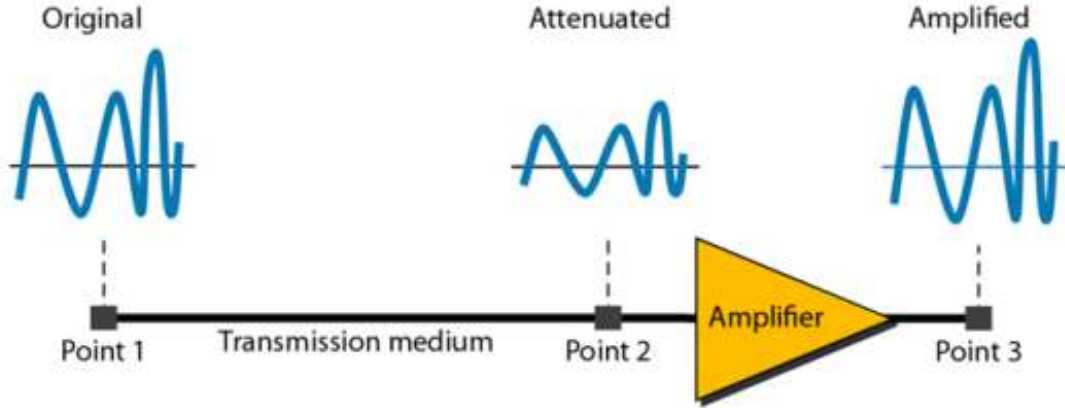 Original
Attenuated
Amplified
Amplifier
Transmission medium
Point 1
Point 2
Point 3